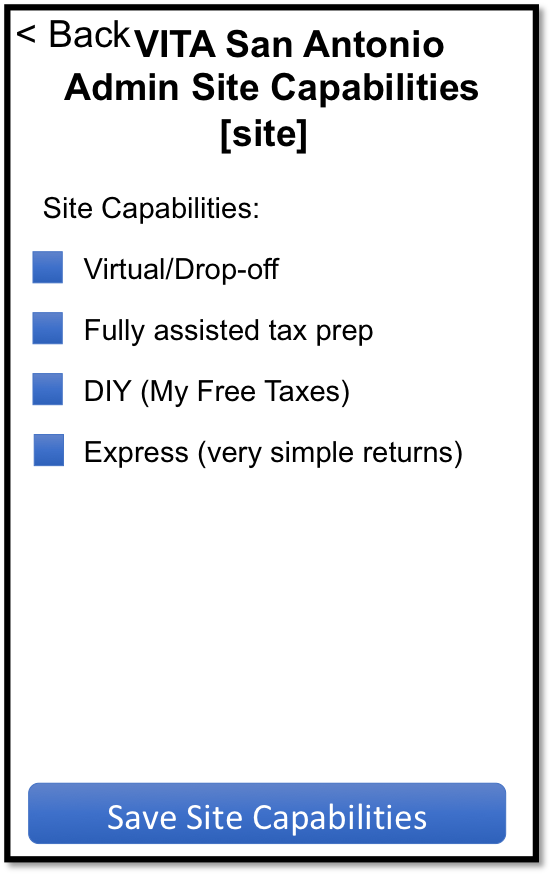 < Back
VITA San Antonio
Admin Site Capabilities
[site]
Site Capabilities:
Virtual/Drop-off
Fully assisted tax prep
DIY (My Free Taxes)
Express (very simple returns)
Save Site Capabilities